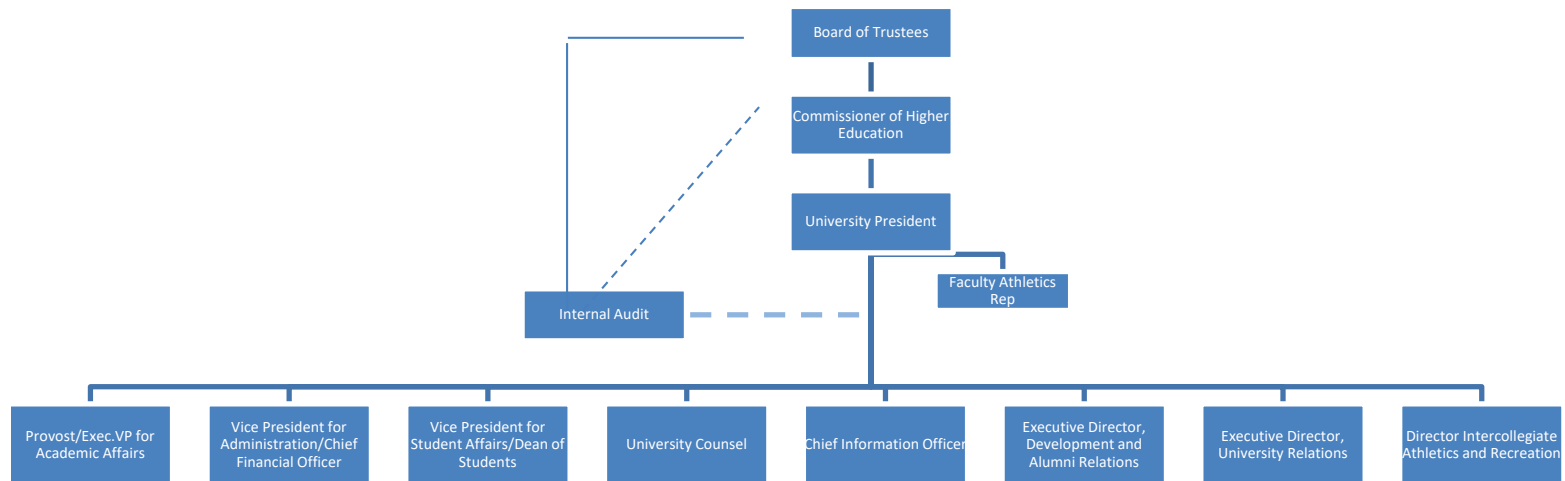 Board of Trustees
Commissioner of Higher
Education
University President
Faculty Athletics
Rep
Internal Audit
Provost/Exec.VP for
Academic Affairs
Vice President for
Administration/Chief
Financial Officer
Vice President for
Student Affairs/Dean of
Students
University Counsel
Chief Information Officer
Executive Director,
Development and
Alumni Relations
Executive Director,
University Relations
Director Intercollegiate
Athletics and Recreation